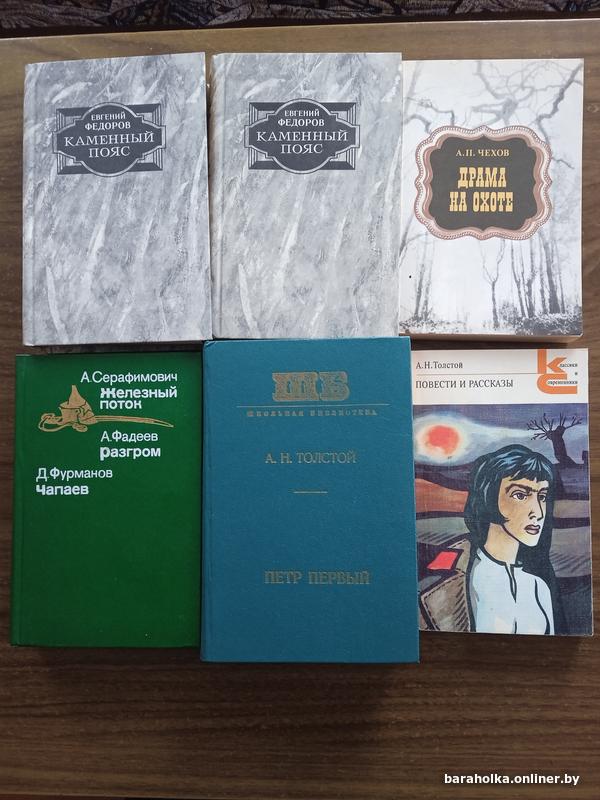 ЕВГЕНИЙ
ФЕДОРОВ
КАМЕННЫЙ
ПОЯС
ЕВГЕНИЙ
ФЕДОРОВ
КАМЕННЫЙ
ПОЯС
А.П. ЧЕХОВ
ДРАМА
НА ОХОТЕ
А.Серафимович
Железный
поток
А.Фадеев
Разгром
Д.Фурманов
Чапаев
ШБ
ШКОЛЬНАЯ БИБЛИОТЕКА
А. Н. ТОЛСТОЙ
ПЕТР ПЕРВЫЙ
А.Н.Толстой
ПОВЕСТИ И РАССКАЗЫ
Классики
и
Современники
baraholka.onliner.by